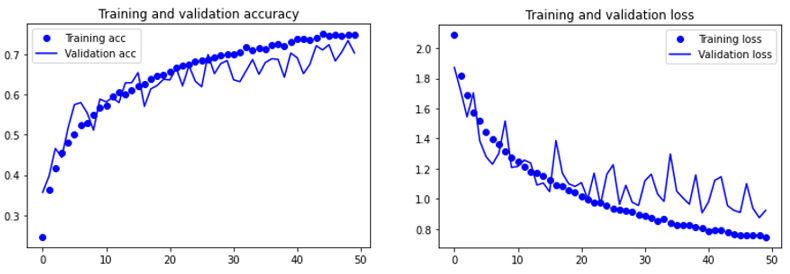 Training and validation accuracy
Training acc
Validation acc
0.7
0.6
0.5
0.4
0.3
0 10 20 30 40 50
Training and validation loss
Training loss
Validation loss
2.0
1.8
1.6
1.4
1.2
1.0
0.8
0 10 20 30 40 50